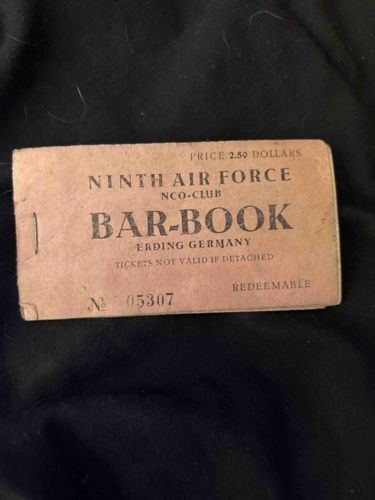 PRICE 2.50 DOLLARS
NINTH AIR FORCE
NCO-CLUB
BAR-BOOK
ERDING GERMANY
TICKETS NOT VALID IF DETACHED
№ 05307
REDEEMABLE